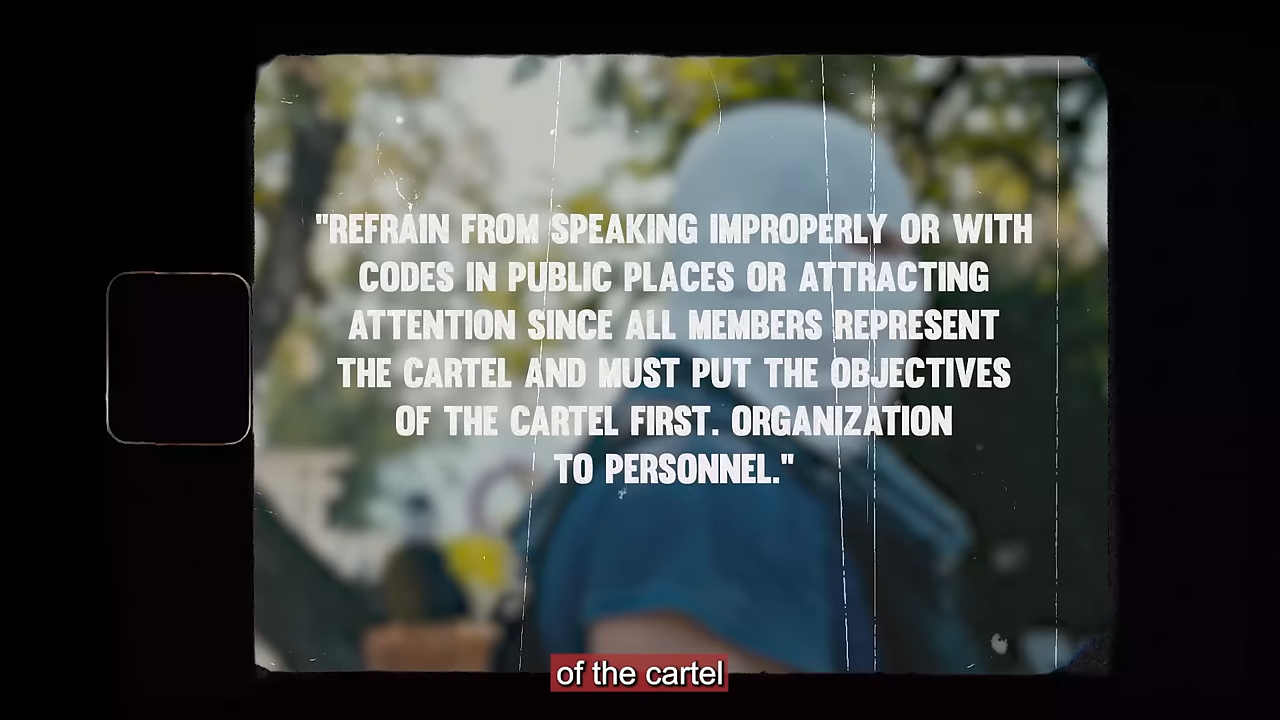 "REFRAIN FROM SPEAKING IMPROPERLY OR WITH
CODES IN PUBLIC PLACES OR ATTRACTING
ATTENTION SINCE ALL MEMBERS REPRESENT
THE CARTEL AND MUST PUT THE OBJECTIVES
OF THE CARTEL FIRST. ORGANIZATION
TO PERSONNEL."
of the cartel